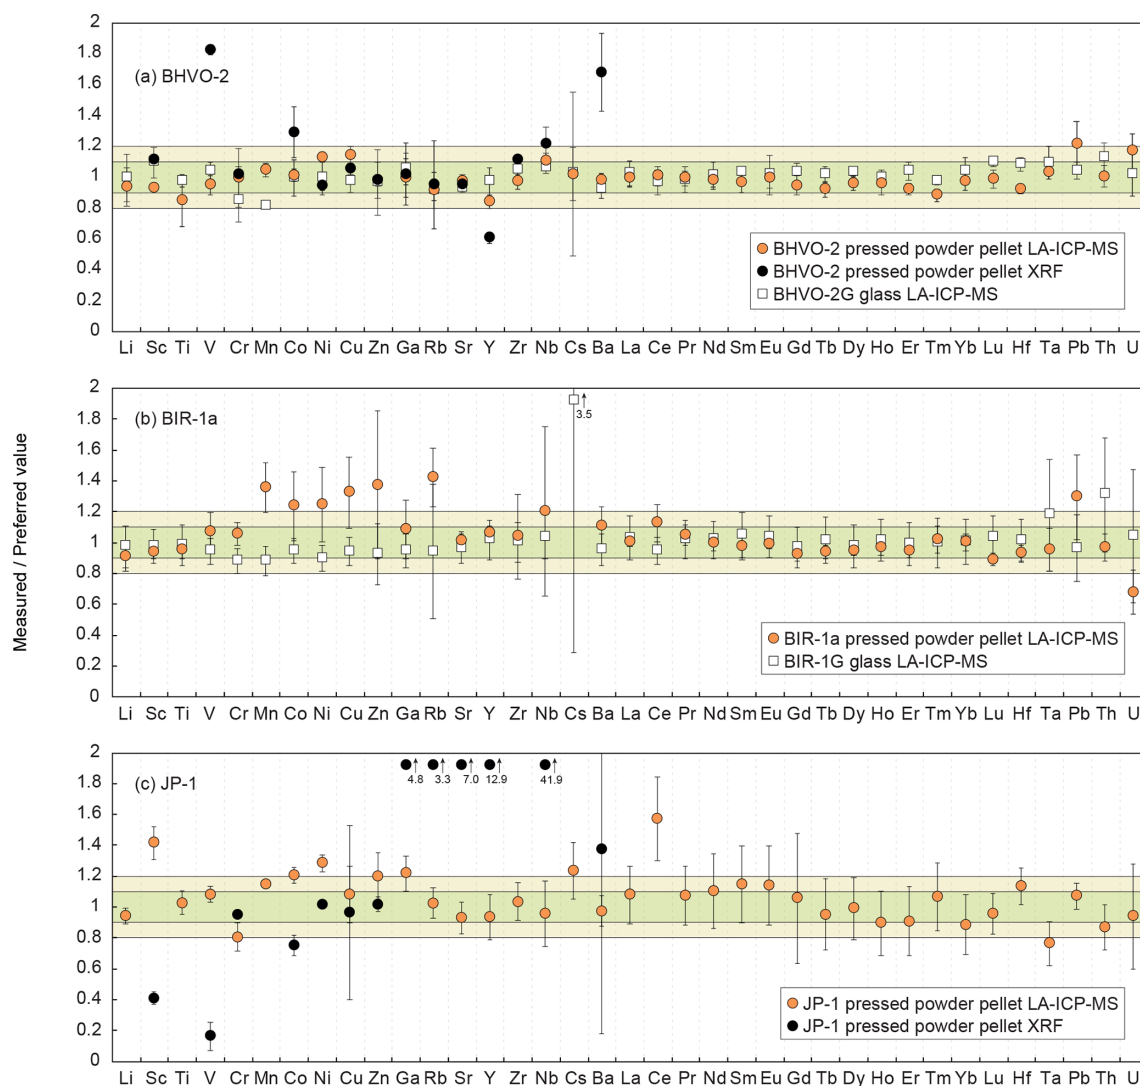 Measured / Preferred value
2
1.8
1.6
1.4
1.2
1
0.8
0.6
0.4
0.2
0
(a) BHVO-2
BHVO-2 pressed powder pellet LA-ICP-MS
BHVO-2 pressed powder pellet XRF
BHVO-2G glass LA-ICP-MS
Li Sc Ti V Cr Mn Co Ni Cu Zn Ga Rb Sr Y Zr Nb Cs Ba La Ce Pr Nd Sm Eu Gd Tb Dy Ho Er Tm Yb Lu Hf Ta Pb Th U
2
1.8
1.6
1.4
1.2
1
0.8
0.6
0.4
0.2
0
(b) BIR-1a
3.5
BIR-1a pressed powder pellet LA-ICP-MS
BIR-1G glass LA-ICP-MS
Li Sc Ti V Cr Mn Co Ni Cu Zn Ga Rb Sr Y Zr Nb Cs Ba La Ce Pr Nd Sm Eu Gd Tb Dy Ho Er Tm Yb Lu Hf Ta Pb Th U
2
1.8
1.6
1.4
1.2
1
0.8
0.6
0.4
0.2
0
(c) JP-1
4.8 3.3 7.0 12.9 41.9
JP-1 pressed powder pellet LA-ICP-MS
JP-1 pressed powder pellet XRF
Li Sc Ti V Cr Mn Co Ni Cu Zn Ga Rb Sr Y Zr Nb Cs Ba La Ce Pr Nd Sm Eu Gd Tb Dy Ho Er Tm Yb Lu Hf Ta Pb Th U